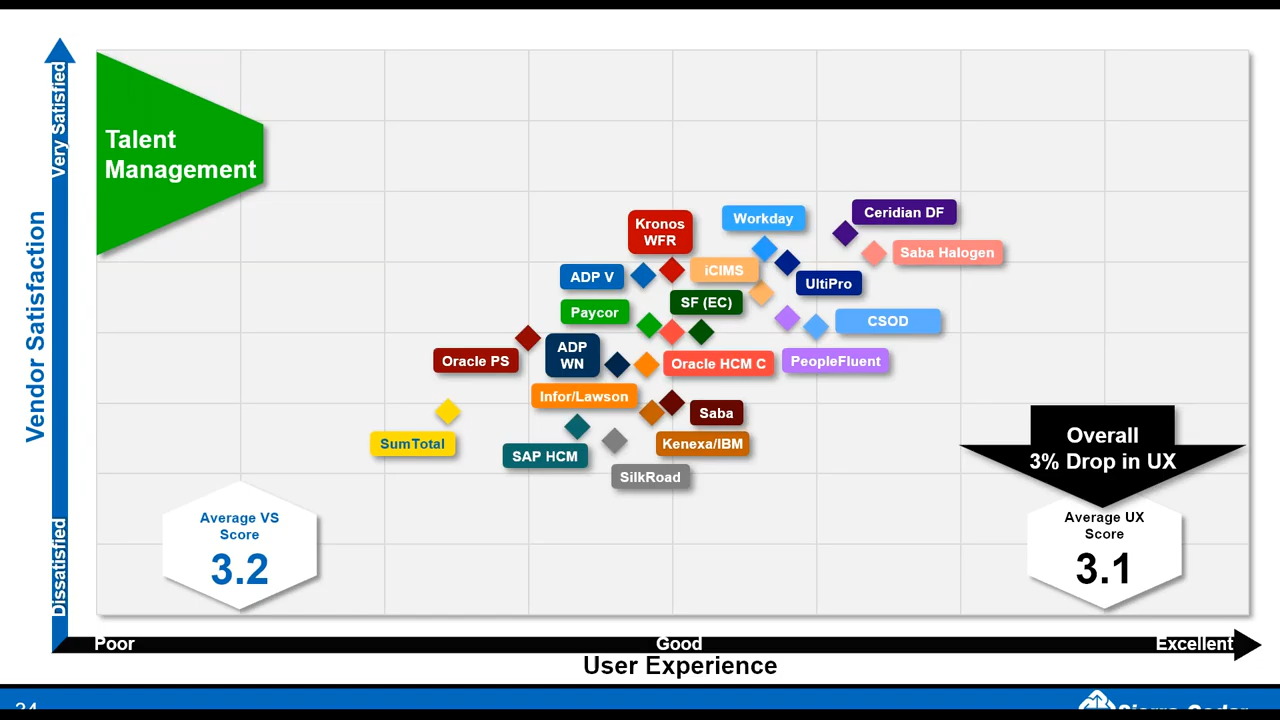 Talent
Management
Very Satisfied
Vendor Satisfaction
Dissatisfied
Kronos
WFR
Workday
Ceridian DF
Saba Halogen
ADP V
iCIMS
UltiPro
Paycor
SF (EC)
CSOD
Oracle PS
ADP
WN
Oracle HCM C
PeopleFluent
Infor/Lawson
Saba
SumTotal
SAP HCM
Kenexa/IBM
SilkRoad
Overall
3% Drop in UX
Average VS
Score
3.2
Average UX
Score
3.1
Poor
Good
Excellent
User Experience